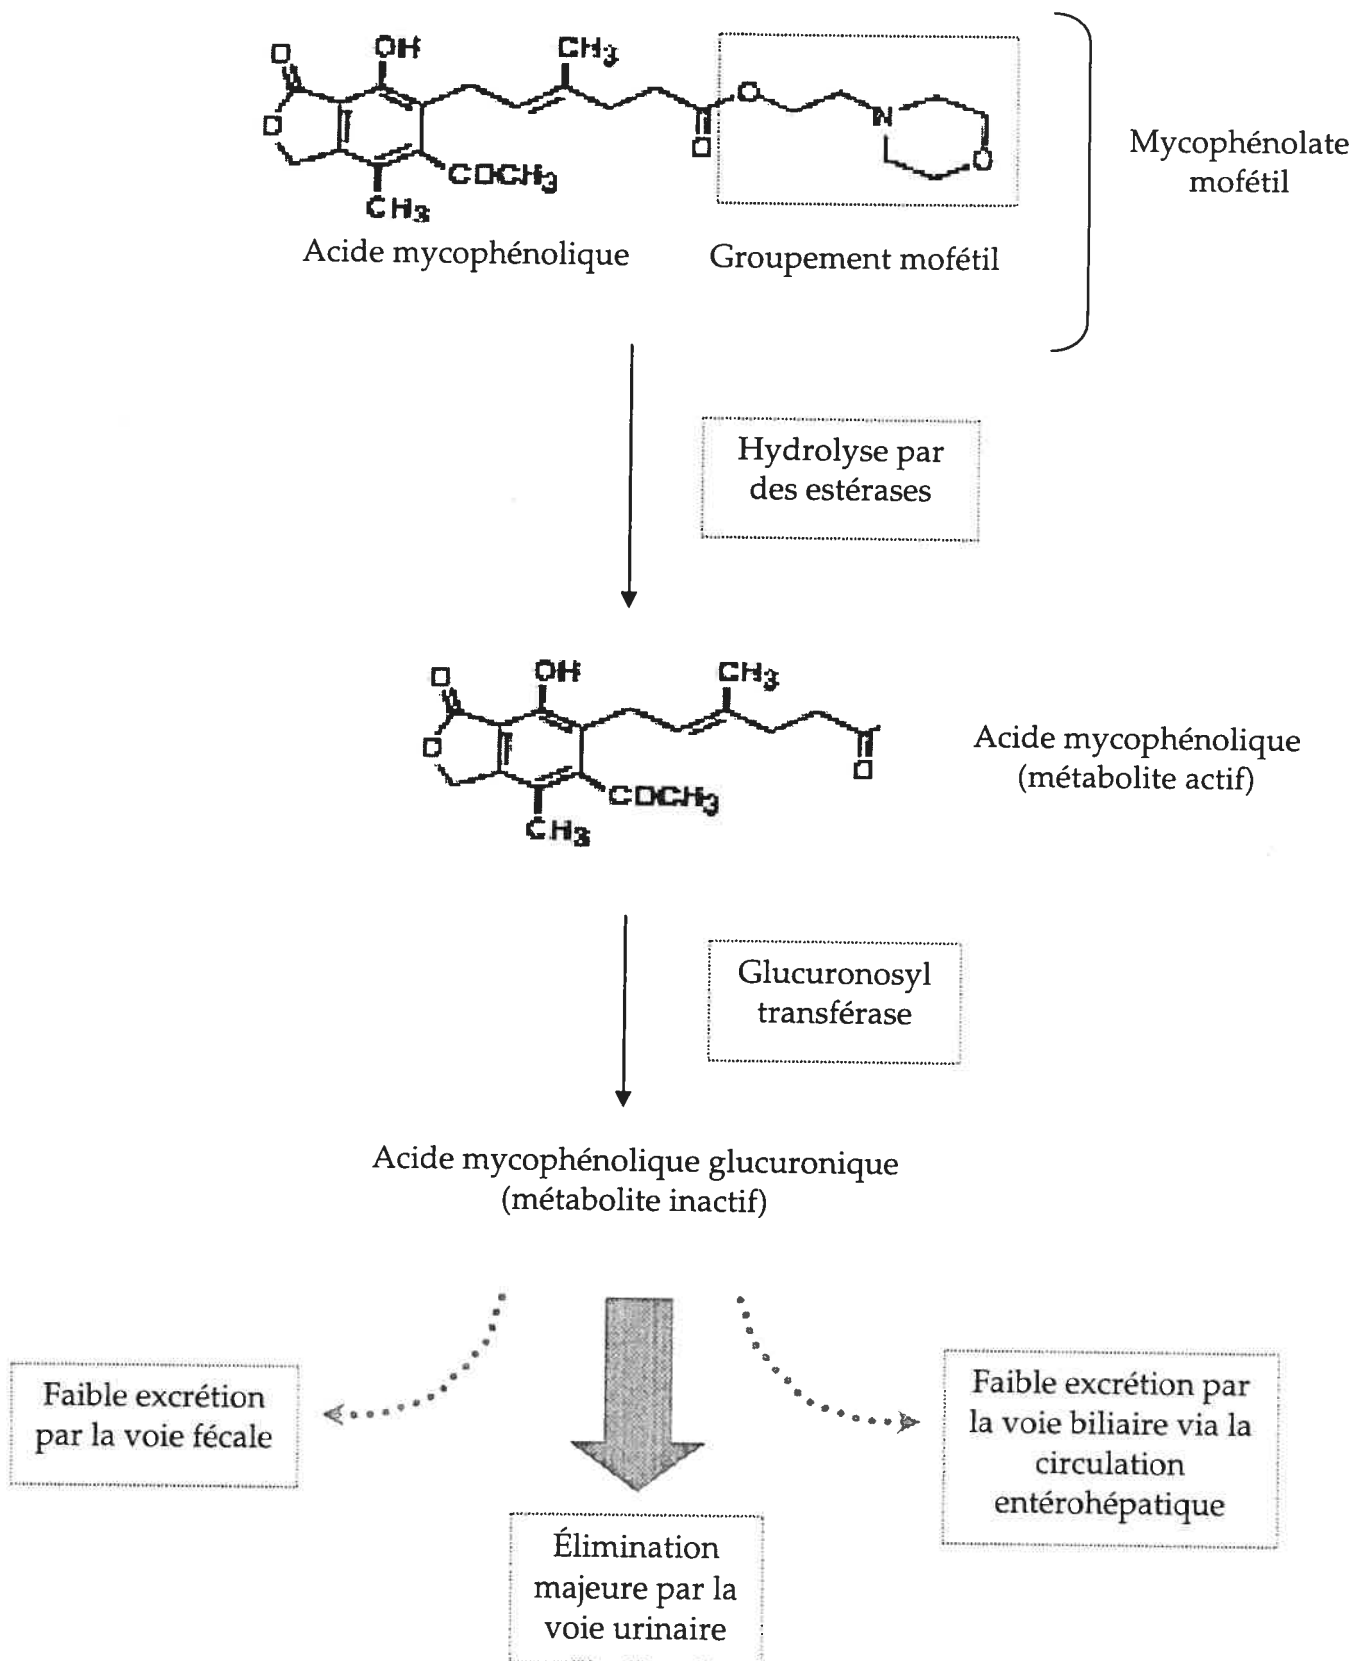 O
OH
CH3
O
N
O
O
O
COCH3
CH3
Mycophénolate
mofétil
Acide mycophénolique
Groupement mofétil
Hydrolyse par
des estérases
O
OH
CH3
O
O
COCH3
CH3
Acide mycophénolique
(métabolite actif)
Glucuronosyl
transférase
Acide mycophénolique glucuronique
(métabolite inactif)
Faible excrétion
par la voie fécale
Élimination
majeure par la
voie urinaire
Faible excrétion par
la voie biliaire via la
circulation
entérohépatique